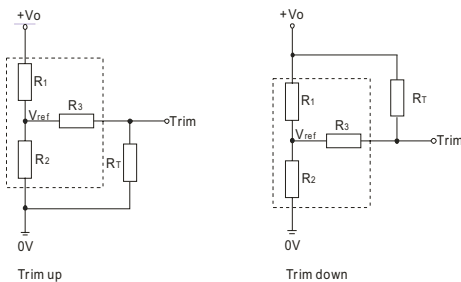 +Vo
R1
Vref
R3
Trim
R2
RT
0V
Trim up
+Vo
R1
RT
Vref
R3
Trim
R2
0V
Trim down